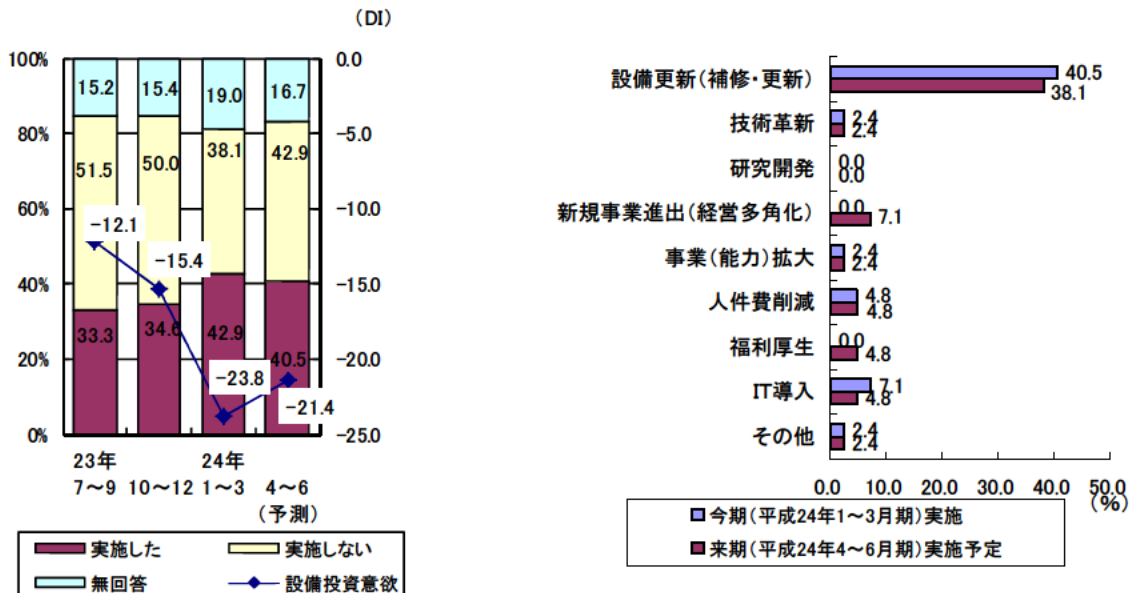 (DI)
100%
80%
60%
40%
20%
0%
15.2
15.4
19.0
16.7
51.5
50.0
38.1
42.9
33.3
34.6
42.9
40.5
-12.1
-15.4
-23.8
-21.4
0.0
-5.0
-10.0
-15.0
-20.0
-25.0
23年
24年
7～9
10～12
1～3
4～6
(予測)
実施した
実施しない
無回答
設備投資意欲
設備更新(補修・更新)
40.5
38.1
技術革新
2.4
2.4
研究開発
0.0
0.0
新規事業進出(経営多角化)
0.0
7.1
事業(能力)拡大
2.4
2.4
人件費削減
4.8
4.8
福利厚生
0.0
4.8
IT導入
7.1
4.8
その他
2.4
2.4
0.0 10.0 20.0 30.0 40.0 50.0
(%)
今期(平成24年1～3月期)実施
来期(平成24年4～6月期)実施予定